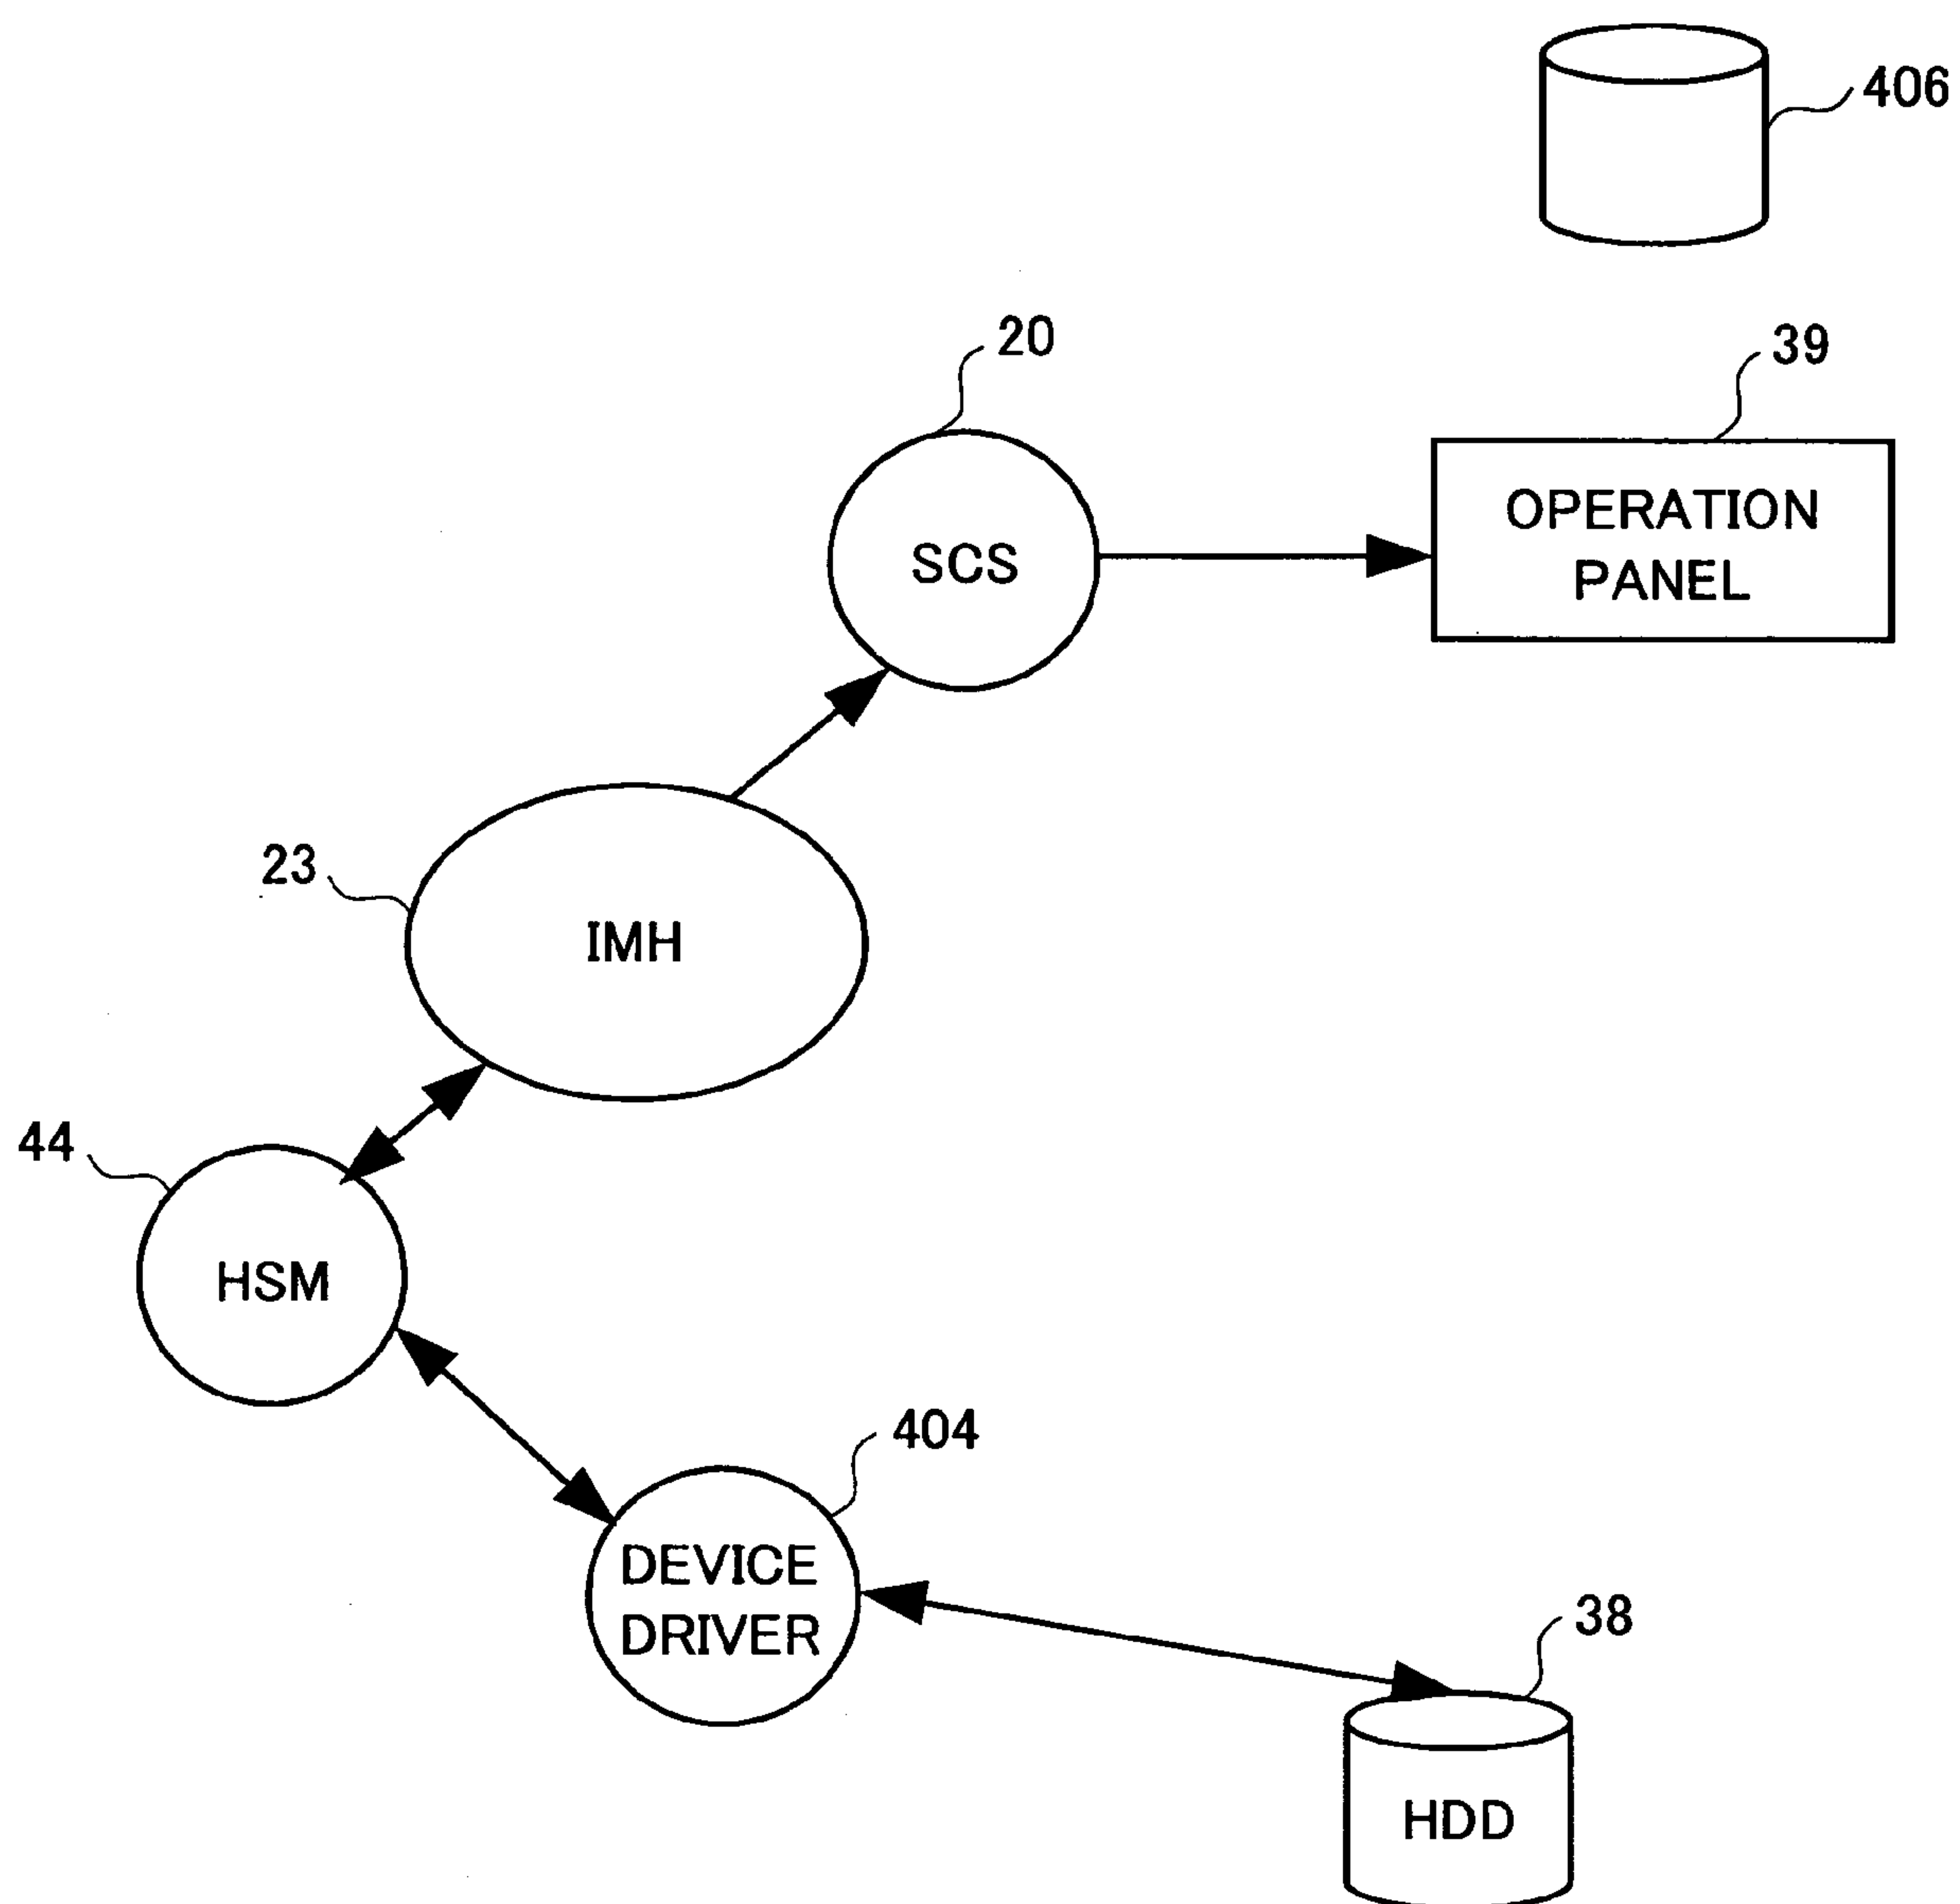 406
20
39
SCS
OPERATION
PANEL
23
IMH
44
HSM
404
DEVICE
DRIVER
38
HDD